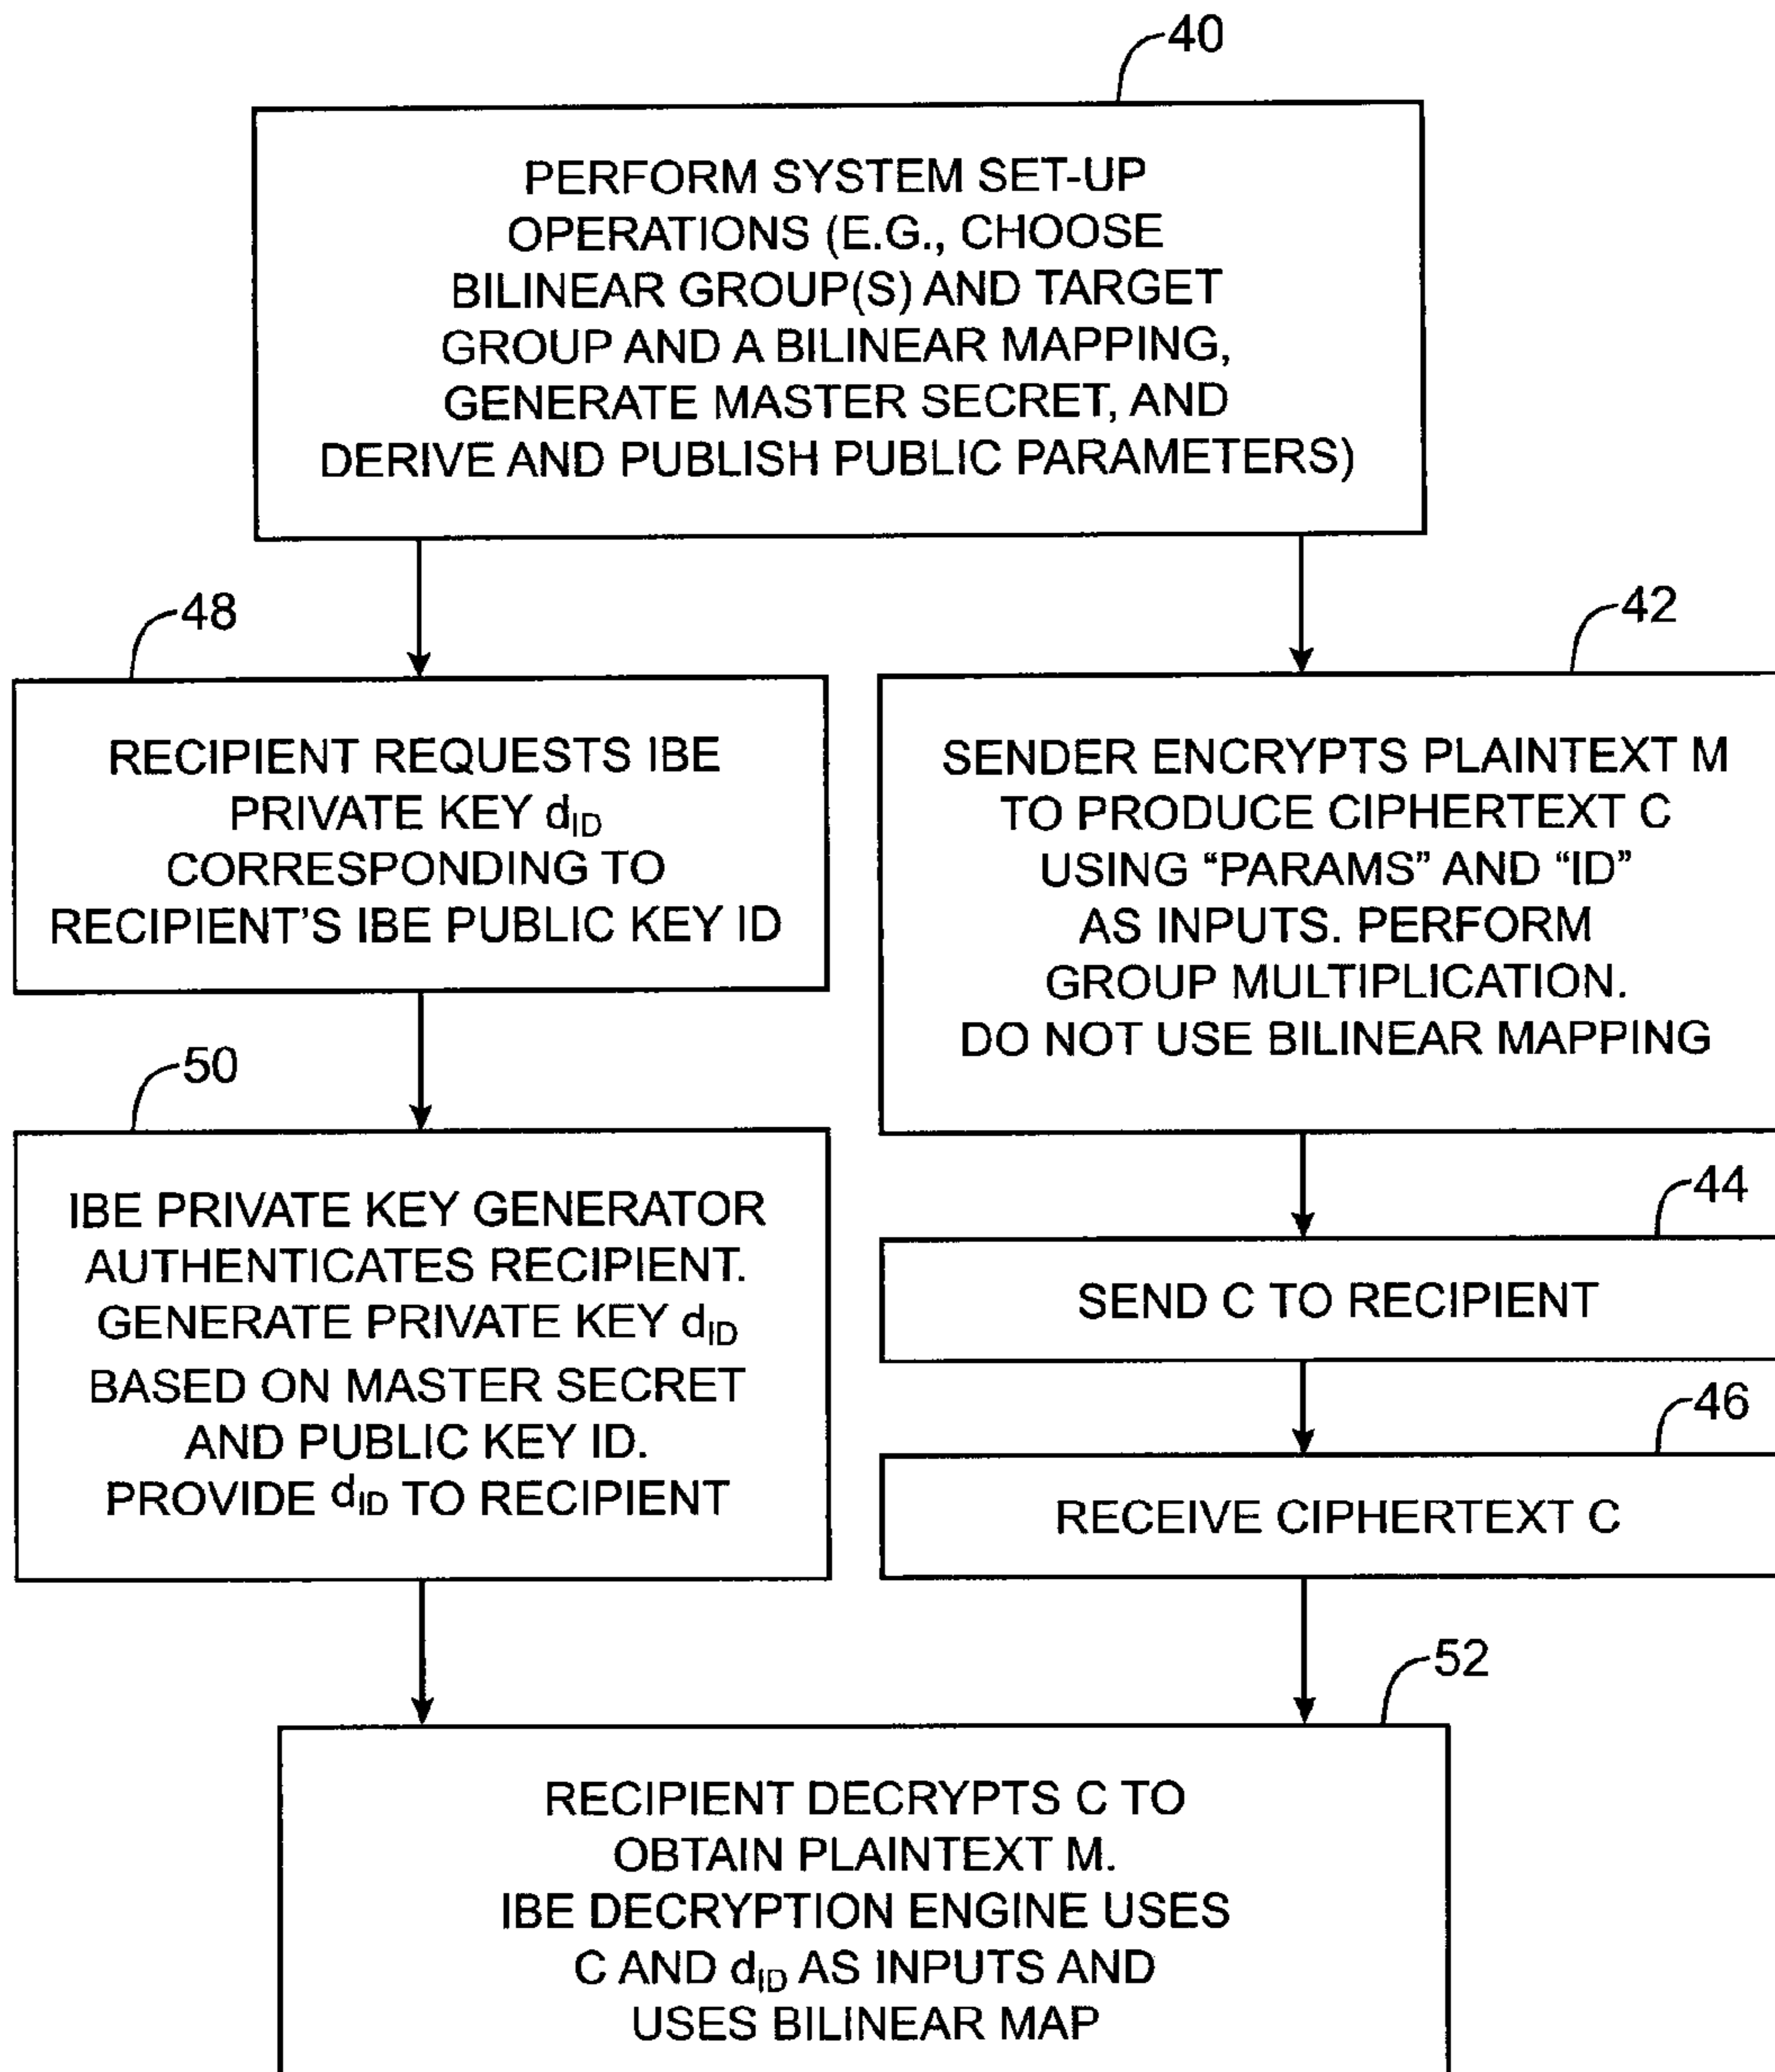 40
PERFORM SYSTEM SET-UP
OPERATIONS (E.G., CHOOSE
BILINEAR GROUP(S) AND TARGET
GROUP AND A BILINEAR MAPPING,
GENERATE MASTER SECRET, AND
DERIVE AND PUBLISH PUBLIC PARAMETERS)
48
RECIPIENT REQUESTS IBE
PRIVATE KEY dID
CORRESPONDING TO
RECIPIENT'S IBE PUBLIC KEY ID
50
IBE PRIVATE KEY GENERATOR
AUTHENTICATES RECIPIENT.
GENERATE PRIVATE KEY dID
BASED ON MASTER SECRET
AND PUBLIC KEY ID.
PROVIDE dID TO RECIPIENT
42
SENDER ENCRYPTS PLAINTEXT M
TO PRODUCE CIPHERTEXT C
USING “PARAMS” AND “ID”
AS INPUTS. PERFORM
GROUP MULTIPLICATION.
DO NOT USE BILINEAR MAPPING
44
SEND C TO RECIPIENT
46
RECEIVE CIPHERTEXT C
52
RECIPIENT DECRYPTS C TO
OBTAIN PLAINTEXT M.
IBE DECRYPTION ENGINE USES
C AND dID AS INPUTS AND
USES BILINEAR MAP